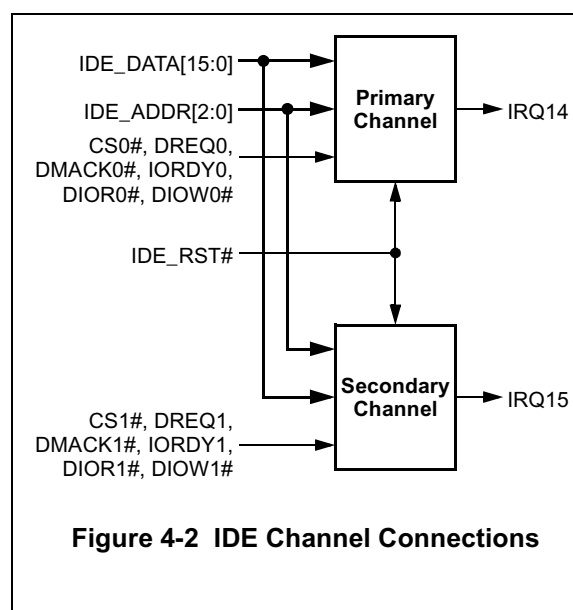 IDE_DATA[15:0]
IDE_ADDR[2:0]
CS0#, DREQ0,
DMACK0#, IORDY0,
DIOR0#, DIOW0#
Primary
Channel
IRQ14
IDE_RST#
Secondary
Channel
IRQ15
CS1#, DREQ1,
DMACK1#, IORDY1,
DIOR1#, DIOW1#
Figure 4-2 IDE Channel Connections